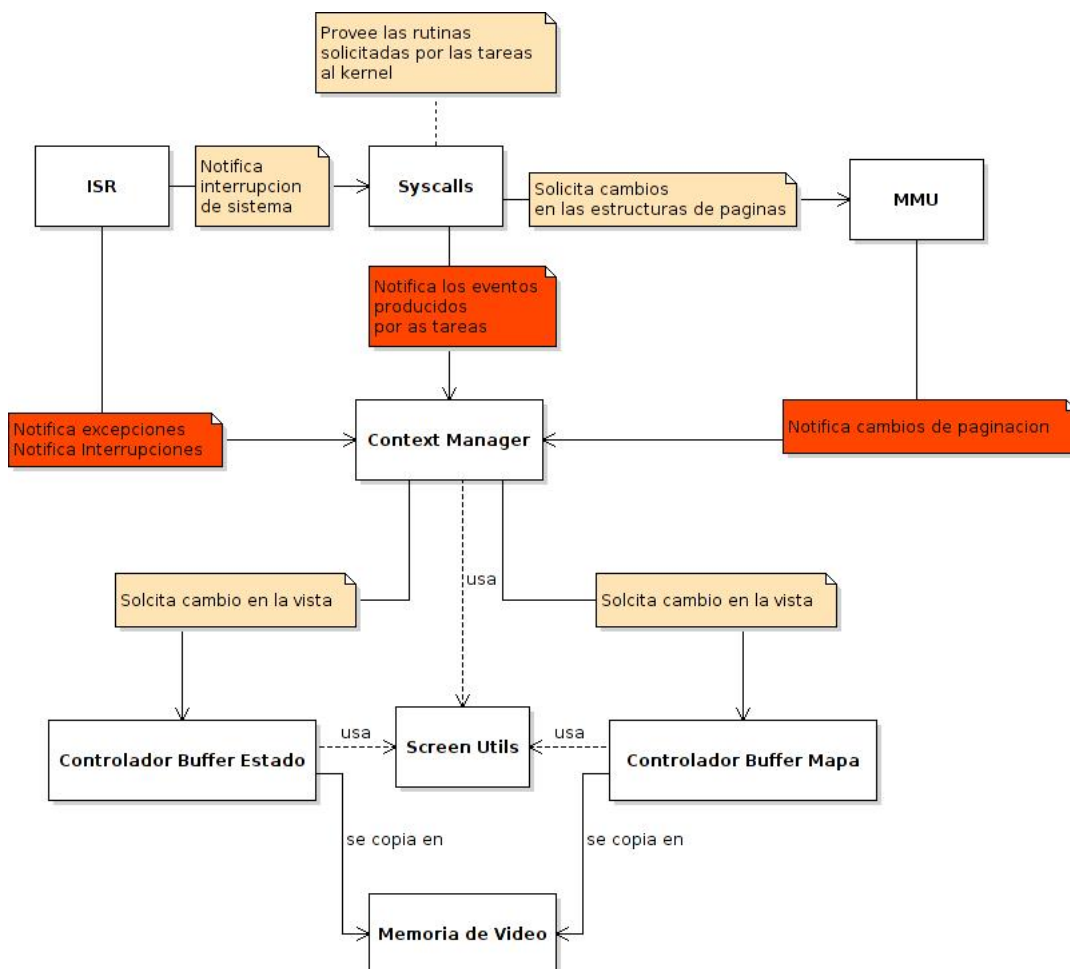 Provee las rutinas
solicitadas por las tareas
al kernel
ISR
Notifica
interrupcion
de sistema
Syscalls
Solicita cambios
en las estructuras de paginas
MMU
Notifica los eventos
producidos
por as tareas
Notifica excepciones
Notifica Interrupciones
Context Manager
Notifica cambios de paginacion
usa
Solcita cambio en la vista
Solcita cambio en la vista
Controlador Buffer Estado
usa
Screen Utils
usa
Controlador Buffer Mapa
se copia en
se copia en
Memoria de Video